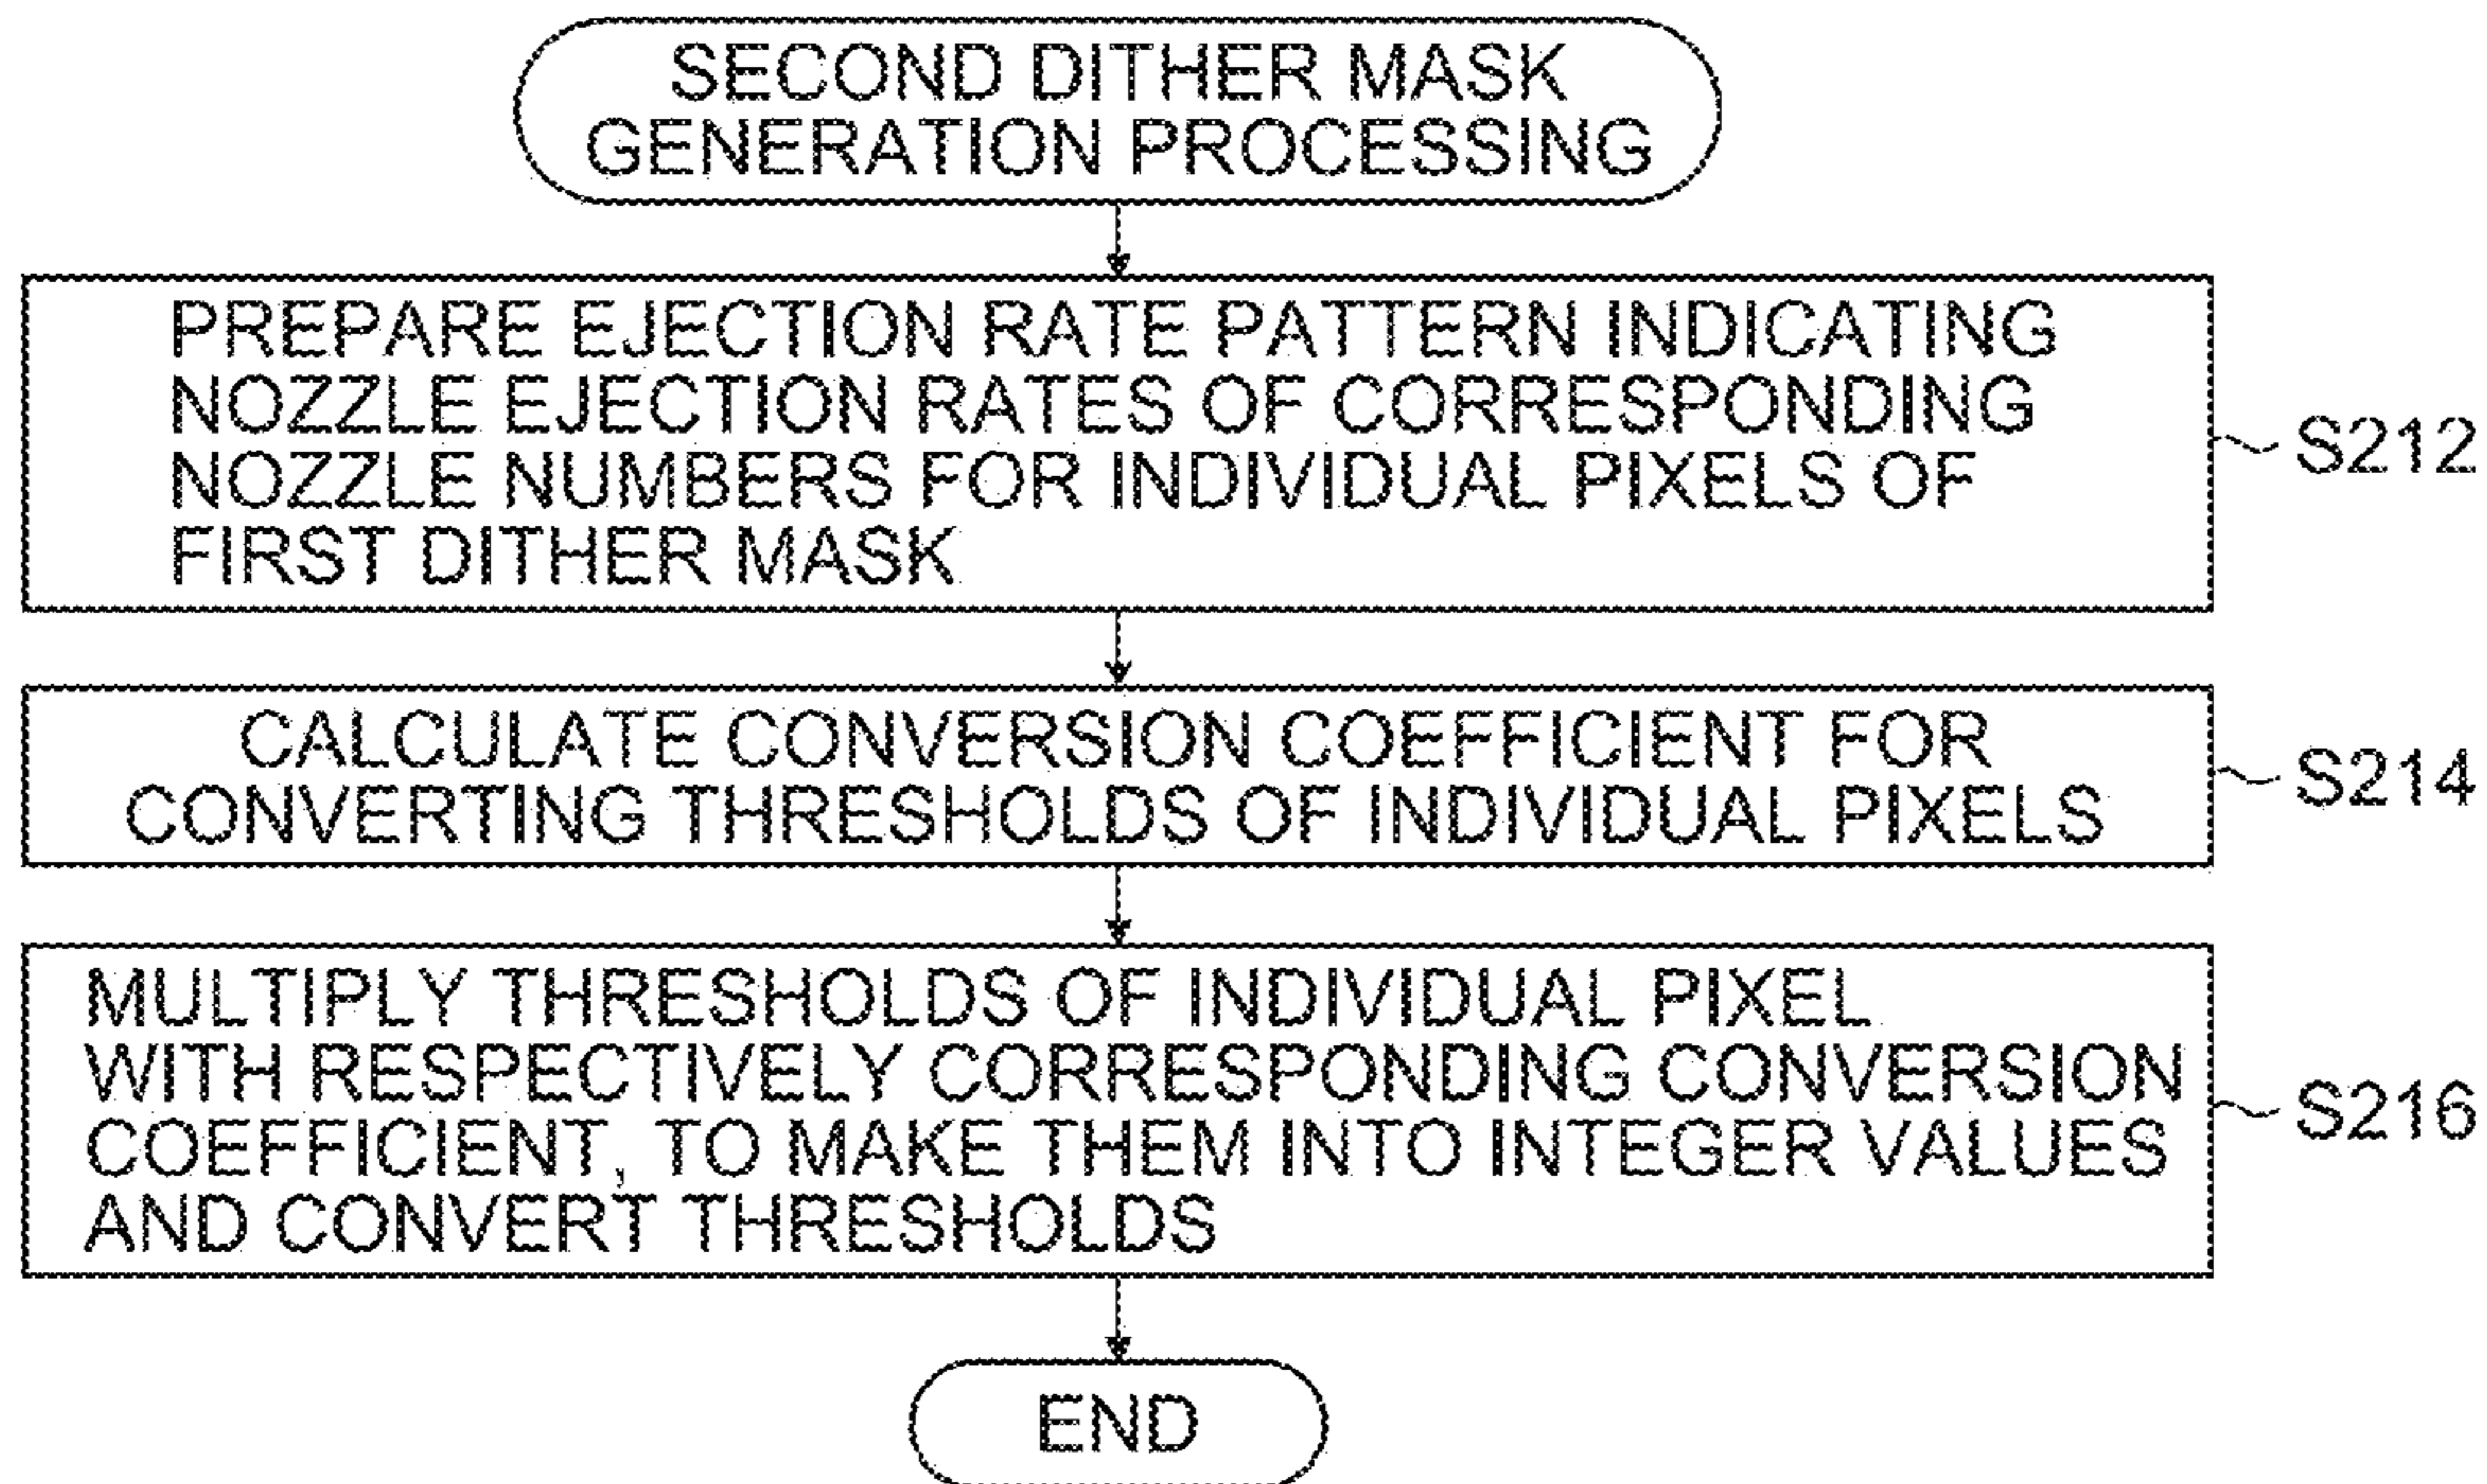 SECOND DITHER MASK
GENERATION PROCESSING
PREPARE EJECTION RATE PATTERN INDICATING
NOZZLE EJECTION RATES OF CORRESPONDING
NOZZLE NUMBERS FOR INDIVIDUAL PIXELS OF
FIRST DITHER MASK
S212
CALCULATE CONVERSION COEFFICIENT FOR
CONVERTING THRESHOLDS OF INDIVIDUAL PIXELS
S214
MULTIPLY THRESHOLDS OF INDIVIDUAL PIXEL
WITH RESPECTIVELY CORRESPONDING CONVERSION
COEFFICIENT, TO MAKE THEM INTO INTEGER VALUES
AND CONVERT THRESHOLDS
S216
END